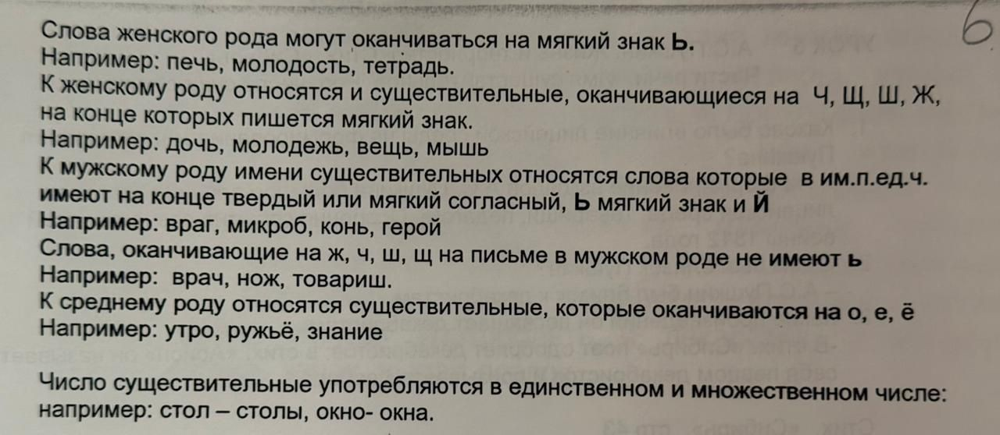 6
Слова женского рода могут оканчиваться на мягкий знак Ь.
Например: печь, молодость, тетрадь.
К женскому роду относятся и существительные, оканчивающиеся на Ч, Щ, Ш, Ж,
на конце которых пишется мягкий знак.
Например: дочь, молодежь, вещь, мышь
К мужскому роду имени существительных относятся слова которые в им.п.ед.ч.
имеют на конце твердый или мягкий согласный, Ь мягкий знак и Й
Например: враг, микроб, конь, герой
Слова, оканчивающие на ж, ч, ш, щ на письме в мужском роде не имеют ь
Например: врач, нож, товариш.
К среднему роду относятся существительные, которые оканчиваются на о, е, ё
Например: утро, ружьё, знание
Число существительные употребляются в единственном и множественном числе:
например: стол – столы, окно- окна.